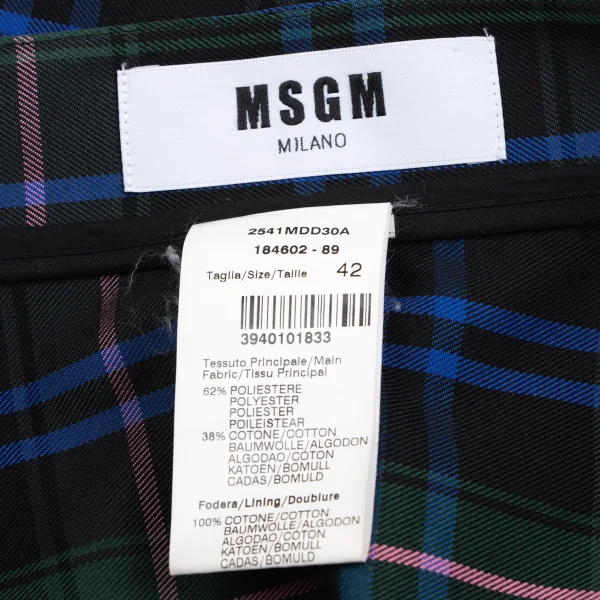 MSGM
MILANO
2541MDD30A
184602 - 89
Taglia/Size/Taille 42
3940101833
Tessuto Principale/Main
Fabric/Tissu Principal
62% POLIESTERE
POLYESTER
POLIESTER
POILEISTEAR
38% COTONE/COTTON
BAUMWOLLE/ALGODON
ALGODAO/COTON
KATOEN/BOMULL
CADAS/BOMULD
Fodera/Lining/Doublure
100% COTONE/COTTON
BAUMWOLLE/ALGODON
ALGODAO/COTON
KATOEN/BOMULL
CADAS/BOMULD